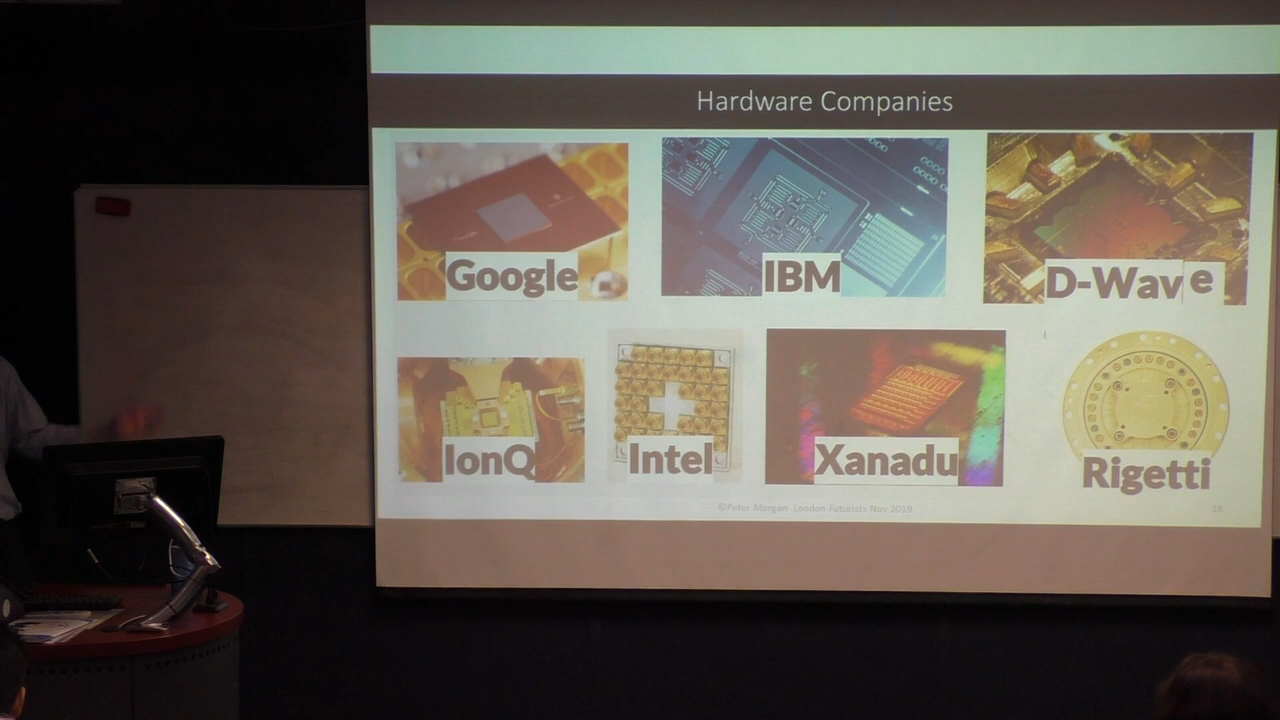 Hardware Companies
Google
IBM
D-Wave
IonQ
Intel
Xanadu
Rigetti
©Peter Morgan London Futurists Nov 2019
18